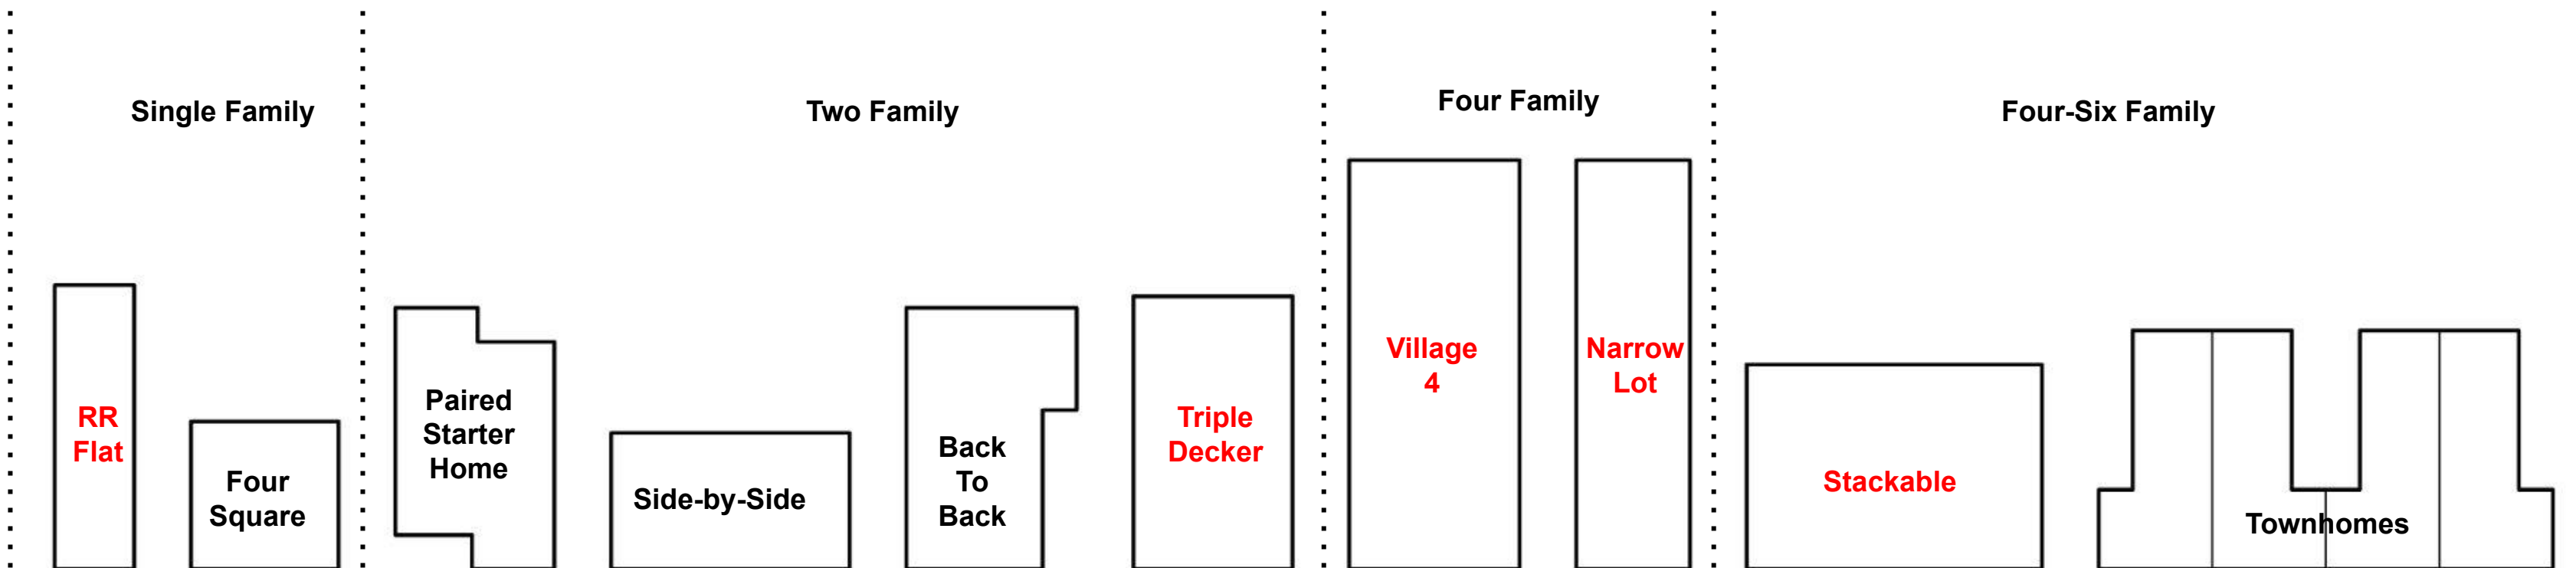 Single Family
Two Family
Four Family
Four-Six Family
RR
Flat
Four
Square
Paired
Starter
Home
Side-by-Side
Back
To
Back
Triple
Decker
Village
4
Narrow
Lot
Stackable
Townhomes